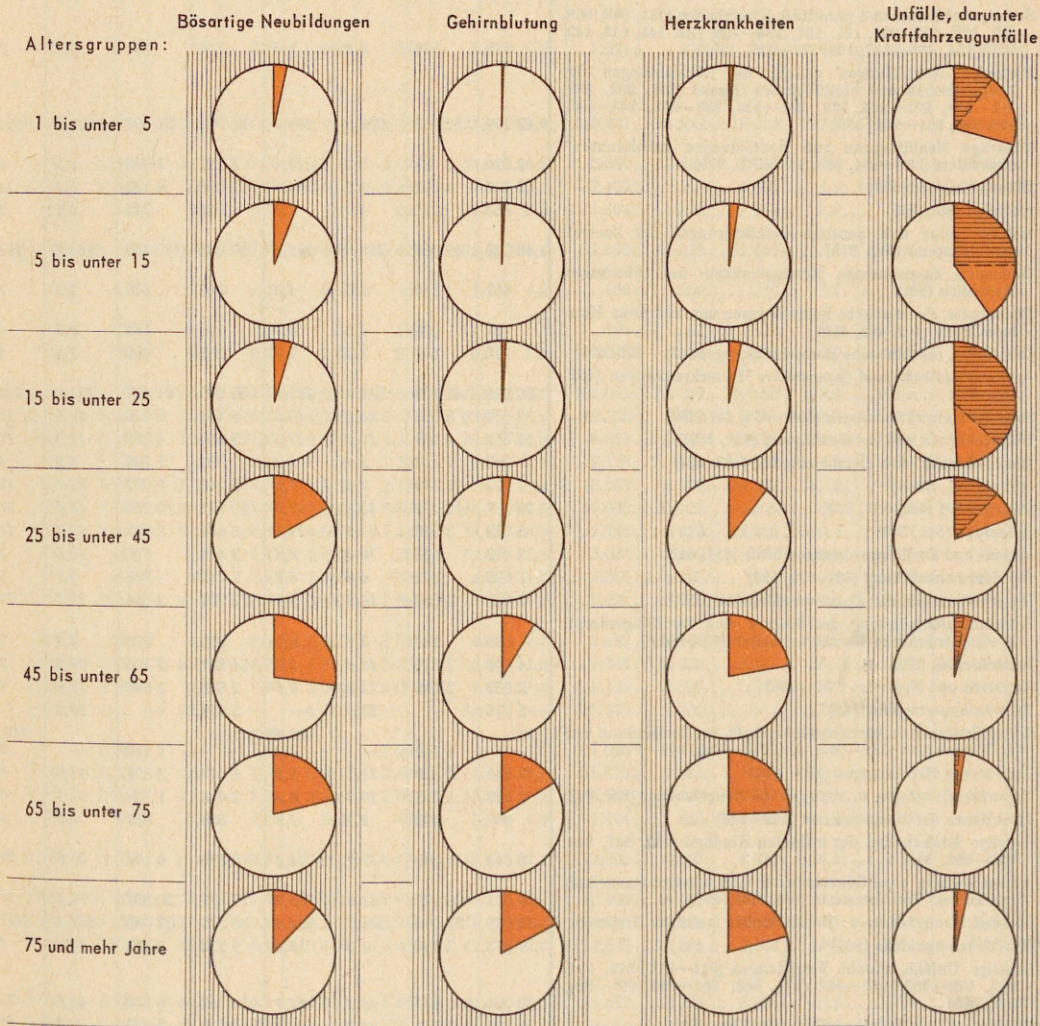 Bösartige Neubildungen
Gehirnblutung
Herzkrankheiten
Unfälle, darunter
Kraftfahrzeugunfälle
Altersgruppen:
1 bis unter 5
5 bis unter 15
15 bis unter 25
25 bis unter 45
45 bis unter 65
65 bis unter 75
75 und mehr Jahre